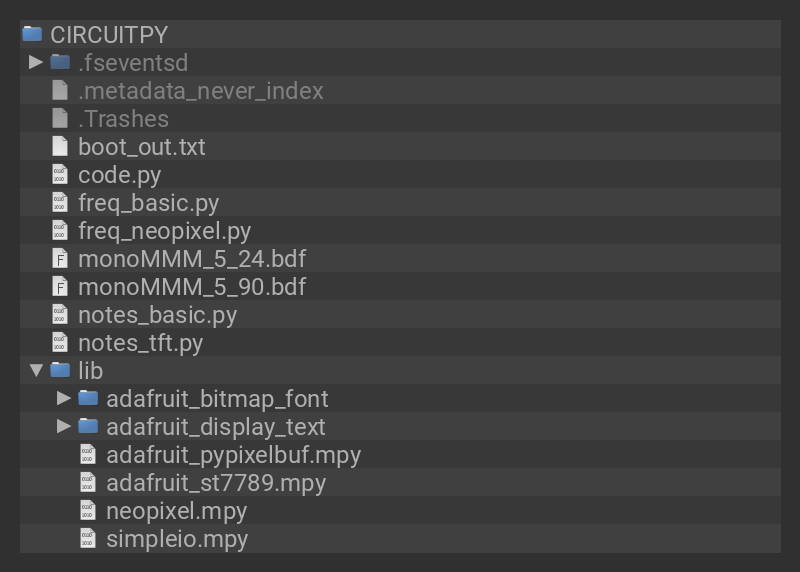 CIRCUITPY
.fseventsd
.metadata_never_index
.Trashes
boot_out.txt
code.py
freq_basic.py
freq_neopixel.py
monoMMM_5_24.bdf
monoMMM_5_90.bdf
notes_basic.py
notes_tft.py
lib
adafruit_bitmap_font
adafruit_display_text
adafruit_pypixelbuf.mpy
adafruit_st7789.mpy
neopixel.mpy
simpleio.mpy